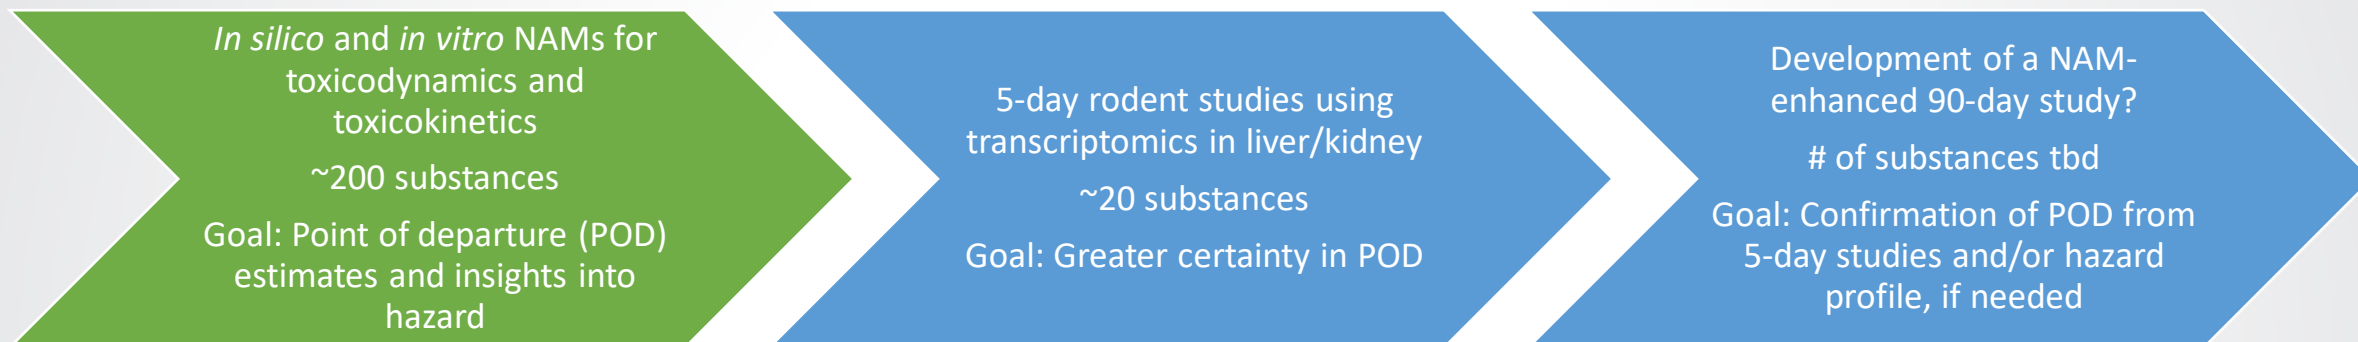 In silico and in vitro NAMs for
toxicodynamics and
toxicokinetics
~200 substances
Goal: Point of departure (POD)
estimates and insights into
hazard
5-day rodent studies using
transcriptomics in liver/kidney
~20 substances
Goal: Greater certainty in POD
Development of a NAM-
enhanced 90-day study?
# of substances tbd
Goal: Confirmation of POD from
5-day studies and/or hazard
profile, if needed